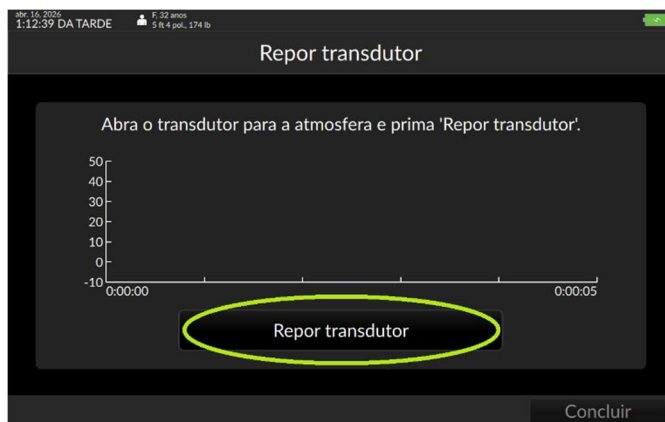 abr. 16, 2026
1:12:39 DA TARDE
F, 32 anos
5 ft 4 pol., 174 lb
Repor transdutor
Abra o transdutor para a atmosfera e prima 'Repor transdutor'.
50
40
30
20
10
0
-10
0:00:00
0:00:05
Repor transdutor
Concluir